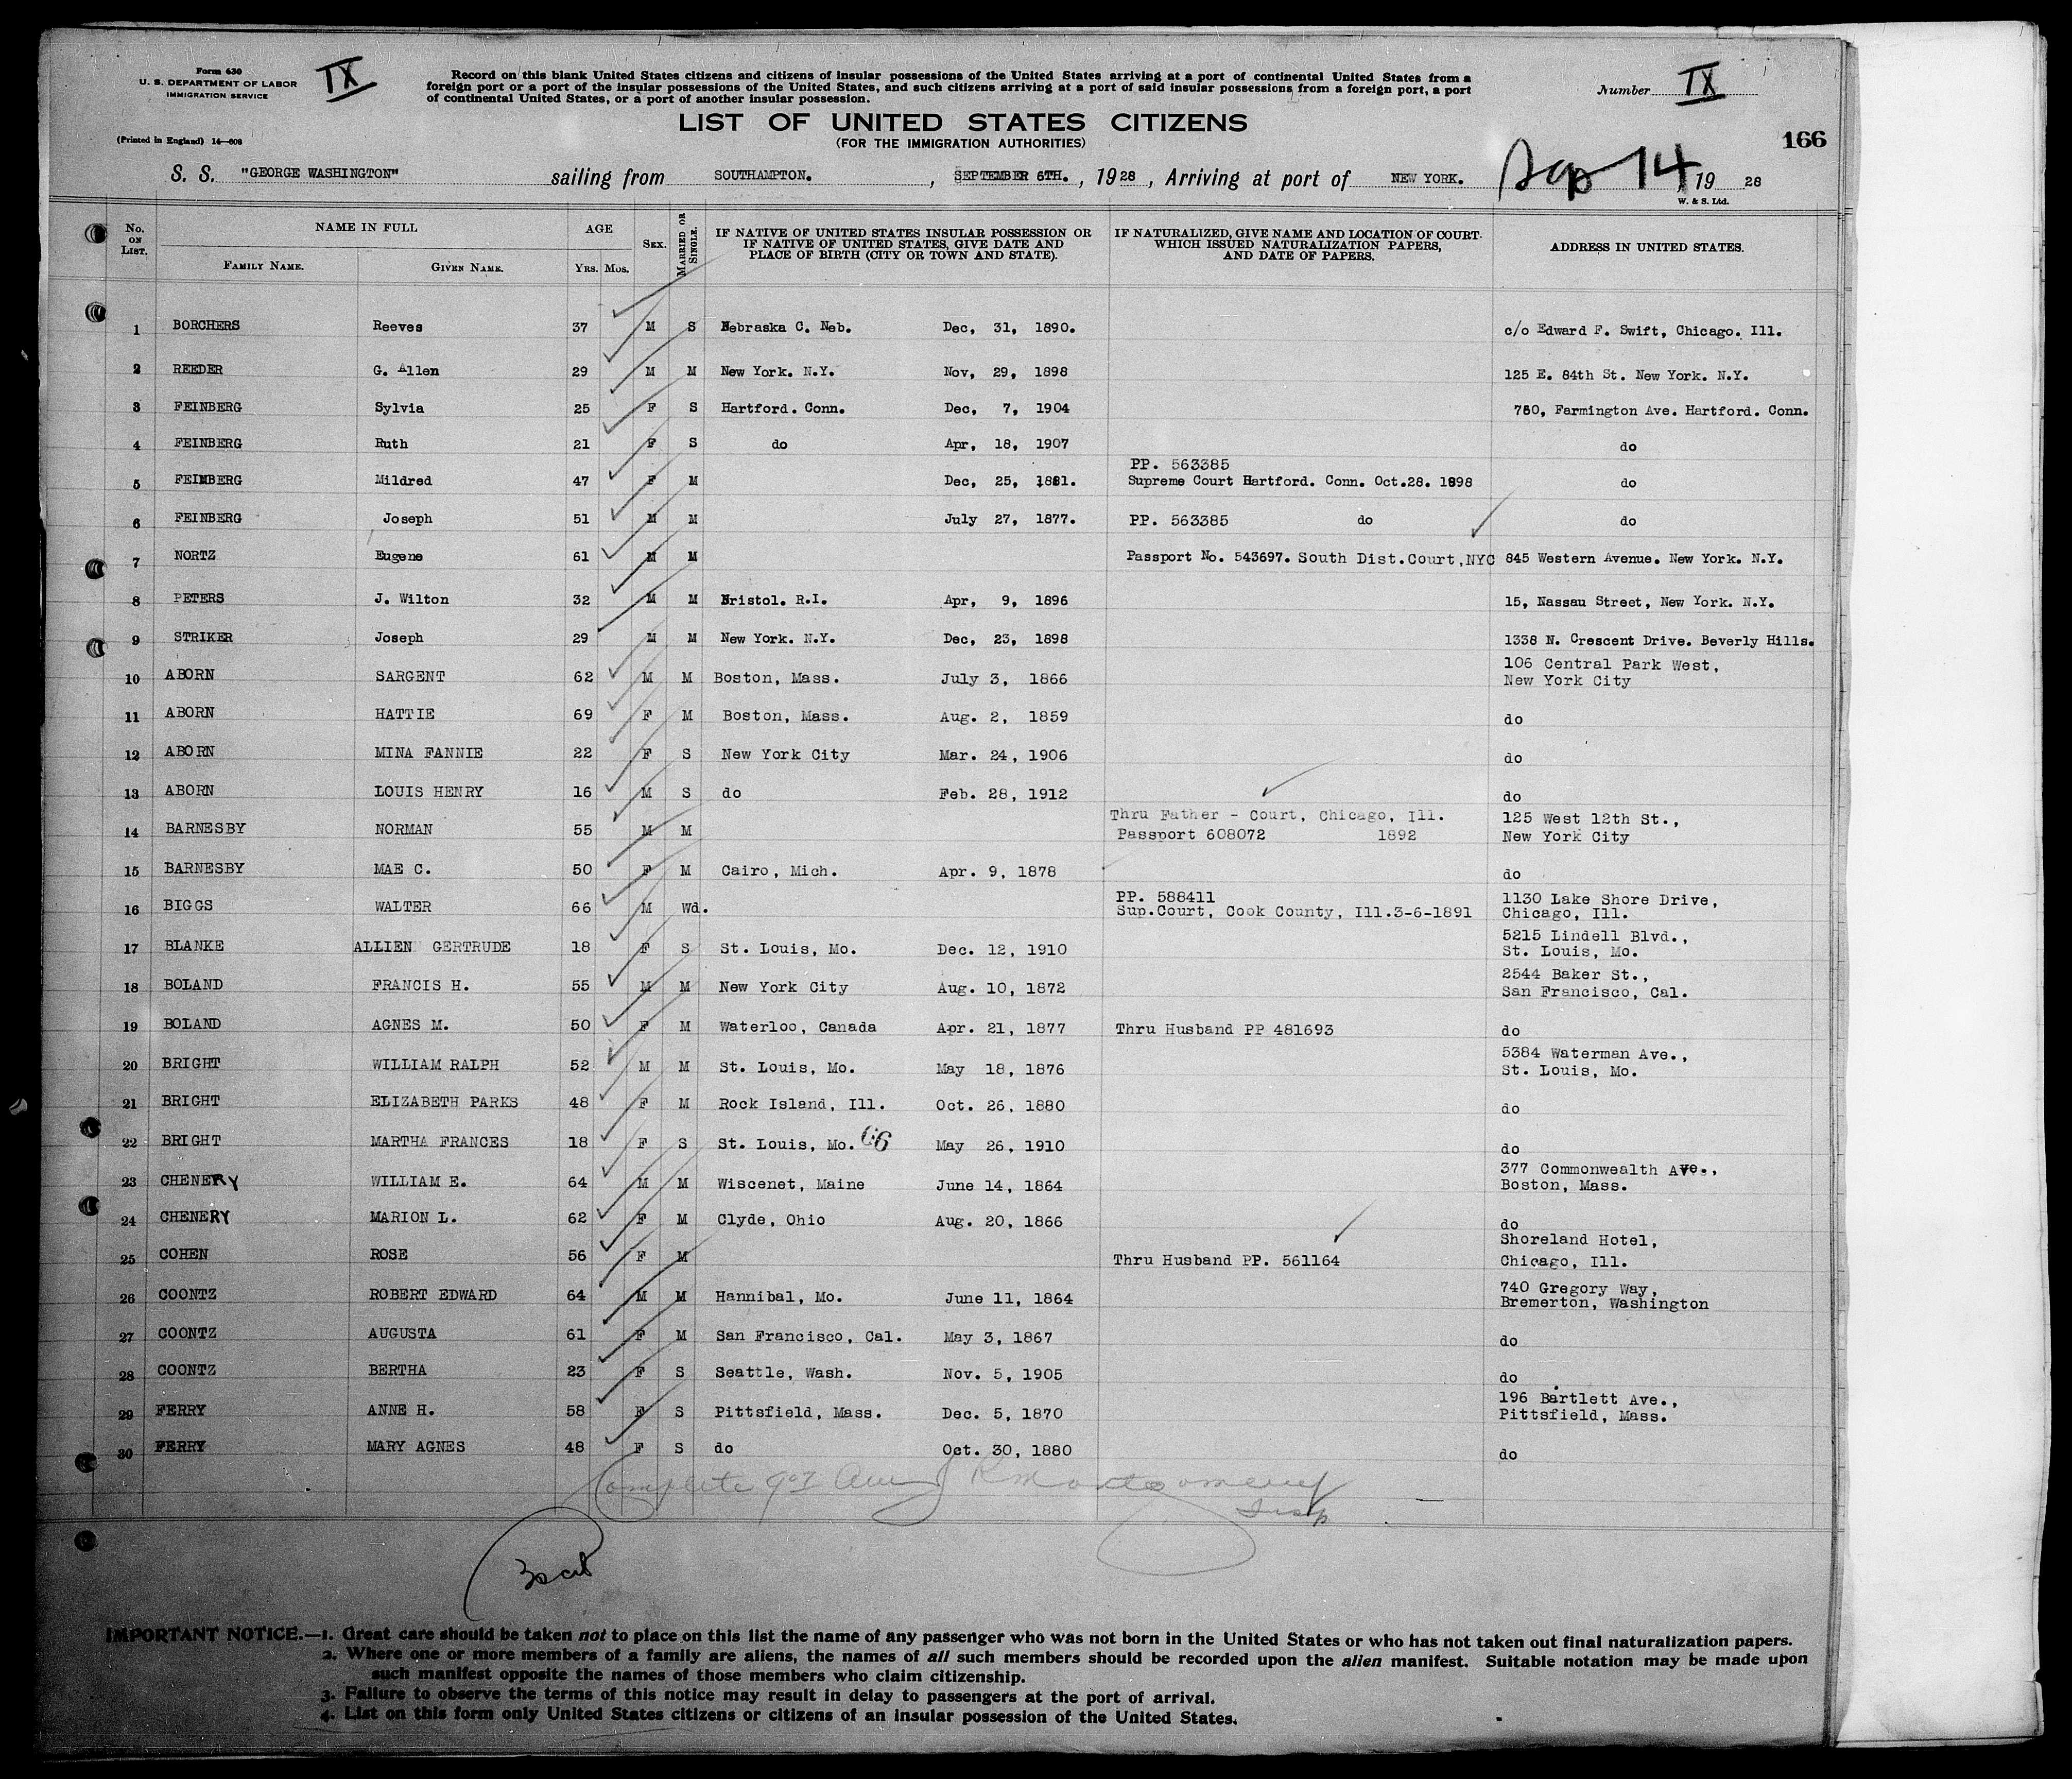 Form 630
U. S. DEPARTMENT OF LABOR
IMMIGRATION SERVICE
(Printed in England) 14—608
IX
Record on this blank United States citizens and citizens of insular possessions of the United States arriving at a port of continental United States from a
foreign port or a port of the insular possessions of the United States, and such citizens arriving at a port of said insular possessions from a foreign port, a port
of continental United States, or a port of another insular possession.
Number IX
LIST OF UNITED STATES CITIZENS
(FOR THE IMMIGRATION AUTHORITIES)
166
S. S. "GEORGE WASHINGTON" sailing from SOUTHAMPTON. , SEPTEMBER 6TH. , 1928 , Arriving at port of NEW YORK. Sep 14 19 28
W. & S. Ltd.
No. ON LIST. NAME IN FULL FAMILY NAME. GIVEN NAME. AGE YRS. MOS. SEX. MARRIED OR SINGLE. IF NATIVE OF UNITED STATES INSULAR POSSESSION OR IF NATIVE OF UNITED STATES, GIVE DATE AND PLACE OF BIRTH (CITY OR TOWN AND STATE). IF NATURALIZED, GIVE NAME AND LOCATION OF COURT WHICH ISSUED NATURALIZATION PAPERS, AND DATE OF PAPERS. ADDRESS IN UNITED STATES.
1 BORCHERS Reeves 37 M S Nebraska C. Neb. Dec, 31, 1890. c/o Edward F. Swift, Chicago. Ill.
2 REEDER G. Allen 29 M M New York. N.Y. Nov, 29, 1898 125 E. 84th St. New York. N.Y.
3 FEINBERG Sylvia 25 F S Hartford. Conn. Dec, 7, 1904 750, Farmington Ave. Hartford. Conn.
4 FEINBERG Ruth 21 F S do Apr, 18, 1907 do
PP. 563385
5 FEINBERG Mildred 47 F M Dec, 25, 1881. Supreme Court Hartford. Conn. Oct.28. 1898 do
6 FEINBERG Joseph 51 M M July 27, 1877. PP. 563385 do do
7 NORTZ Eugene 61 M M Passport No. 543697. South Dist.Court,NYC 845 Western Avenue. New York. N.Y.
8 PETERS J. Wilton 32 M M Bristol. R.I. Apr, 9, 1896 15, Nassau Street, New York. N.Y.
9 STRIKER Joseph 29 M M New York. N.Y. Dec, 23, 1898 1338 N. Crescent Drive. Beverly Hills.
10 ABORN SARGENT 62 M M Boston, Mass. July 3, 1866 106 Central Park West,
New York City
11 ABORN HATTIE 69 F M Boston, Mass. Aug. 2, 1859 do
12 ABORN MINA FANNIE 22 F S New York City Mar. 24, 1906 do
13 ABORN LOUIS HENRY 16 M S do Feb. 28, 1912 do
14 BARNESBY NORMAN 55 M M Thru Father - Court, Chicago, Ill. 125 West 12th St.,
Passport 608072 1892 New York City
15 BARNESBY MAE C. 50 F M Cairo, Mich. Apr. 9, 1878 do
16 BIGGS WALTER 66 M Wd. PP. 588411 1130 Lake Shore Drive,
Sup.Court, Cook County, Ill.3-6-1891 Chicago, Ill.
17 BLANKE ALLIEN GERTRUDE 18 F S St. Louis, Mo. Dec. 12, 1910 5215 Lindell Blvd.,
St. Louis, Mo.
18 BOLAND FRANCIS H. 55 M M New York City Aug. 10, 1872 2544 Baker St.,
San Francisco, Cal.
19 BOLAND AGNES M. 50 F M Waterloo, Canada Apr. 21, 1877 Thru Husband PP 481693 do
20 BRIGHT WILLIAM RALPH 52 M M St. Louis, Mo. May 18, 1876 5384 Waterman Ave.,
St. Louis, Mo.
21 BRIGHT ELIZABETH PARKS 48 F M Rock Island, Ill. Oct. 26, 1880 do
22 BRIGHT MARTHA FRANCES 18 F S St. Louis, Mo. 66 May 26, 1910 do
23 CHENERY WILLIAM E. 64 M M Wiscenet, Maine June 14, 1864 377 Commonwealth Ave.,
Boston, Mass.
24 CHENERY MARION L. 62 F M Clyde, Ohio Aug. 20, 1866 do
25 COHEN ROSE 56 F M Thru Husband PP. 561164 Shoreland Hotel,
Chicago, Ill.
26 COONTZ ROBERT EDWARD 64 M M Hannibal, Mo. June 11, 1864 740 Gregory Way,
Bremerton, Washington
27 COONTZ AUGUSTA 61 F M San Francisco, Cal. May 3, 1867 do
28 COONTZ BERTHA 23 F S Seattle, Wash. Nov. 5, 1905 do
29 FERRY ANNE H. 58 F S Pittsfield, Mass. Dec. 5, 1870 196 Bartlett Ave.,
Pittsfield, Mass.
30 FERRY MARY AGNES 48 F S do Oct. 30, 1880 do
Complete R Montgomery
Insp
IMPORTANT NOTICE.—1. Great care should be taken not to place on this list the name of any passenger who was not born in the United States or who has not taken out final naturalization papers.
2. Where one or more members of a family are aliens, the names of all such members should be recorded upon the alien manifest. Suitable notation may be made upon
such manifest opposite the names of those members who claim citizenship.
3. Failure to observe the terms of this notice may result in delay to passengers at the port of arrival.
4. List on this form only United States citizens or citizens of an insular possession of the United States.